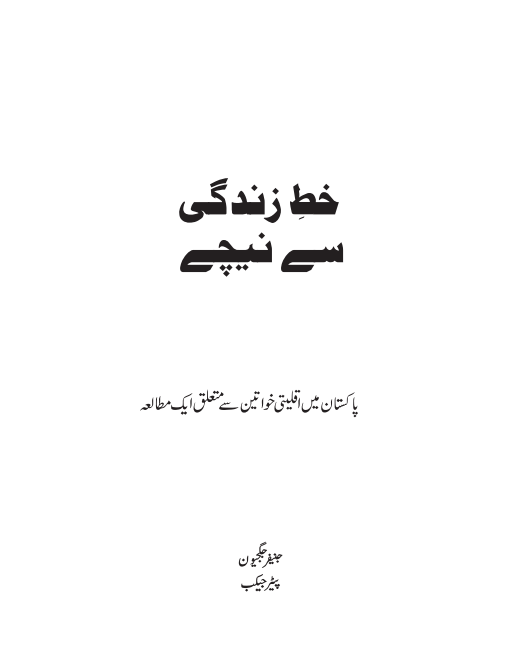 خطِ زندگی
سے نیچے
پاکستان میں اقلیتی خواتین سے متعلق ایک مطالعہ
جنیفر جگجیون
پیٹر جیکب